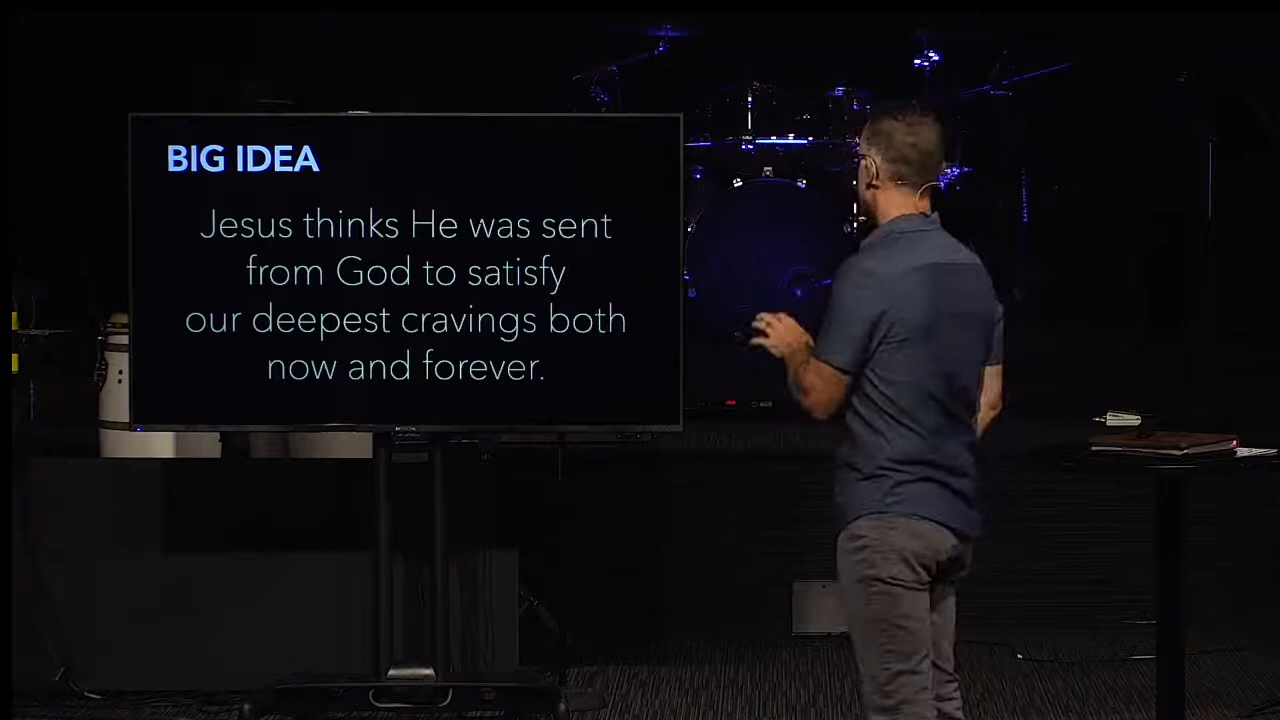 BIG IDEA
Jesus thinks He was sent
from God to satisfy
our deepest cravings both
now and forever.